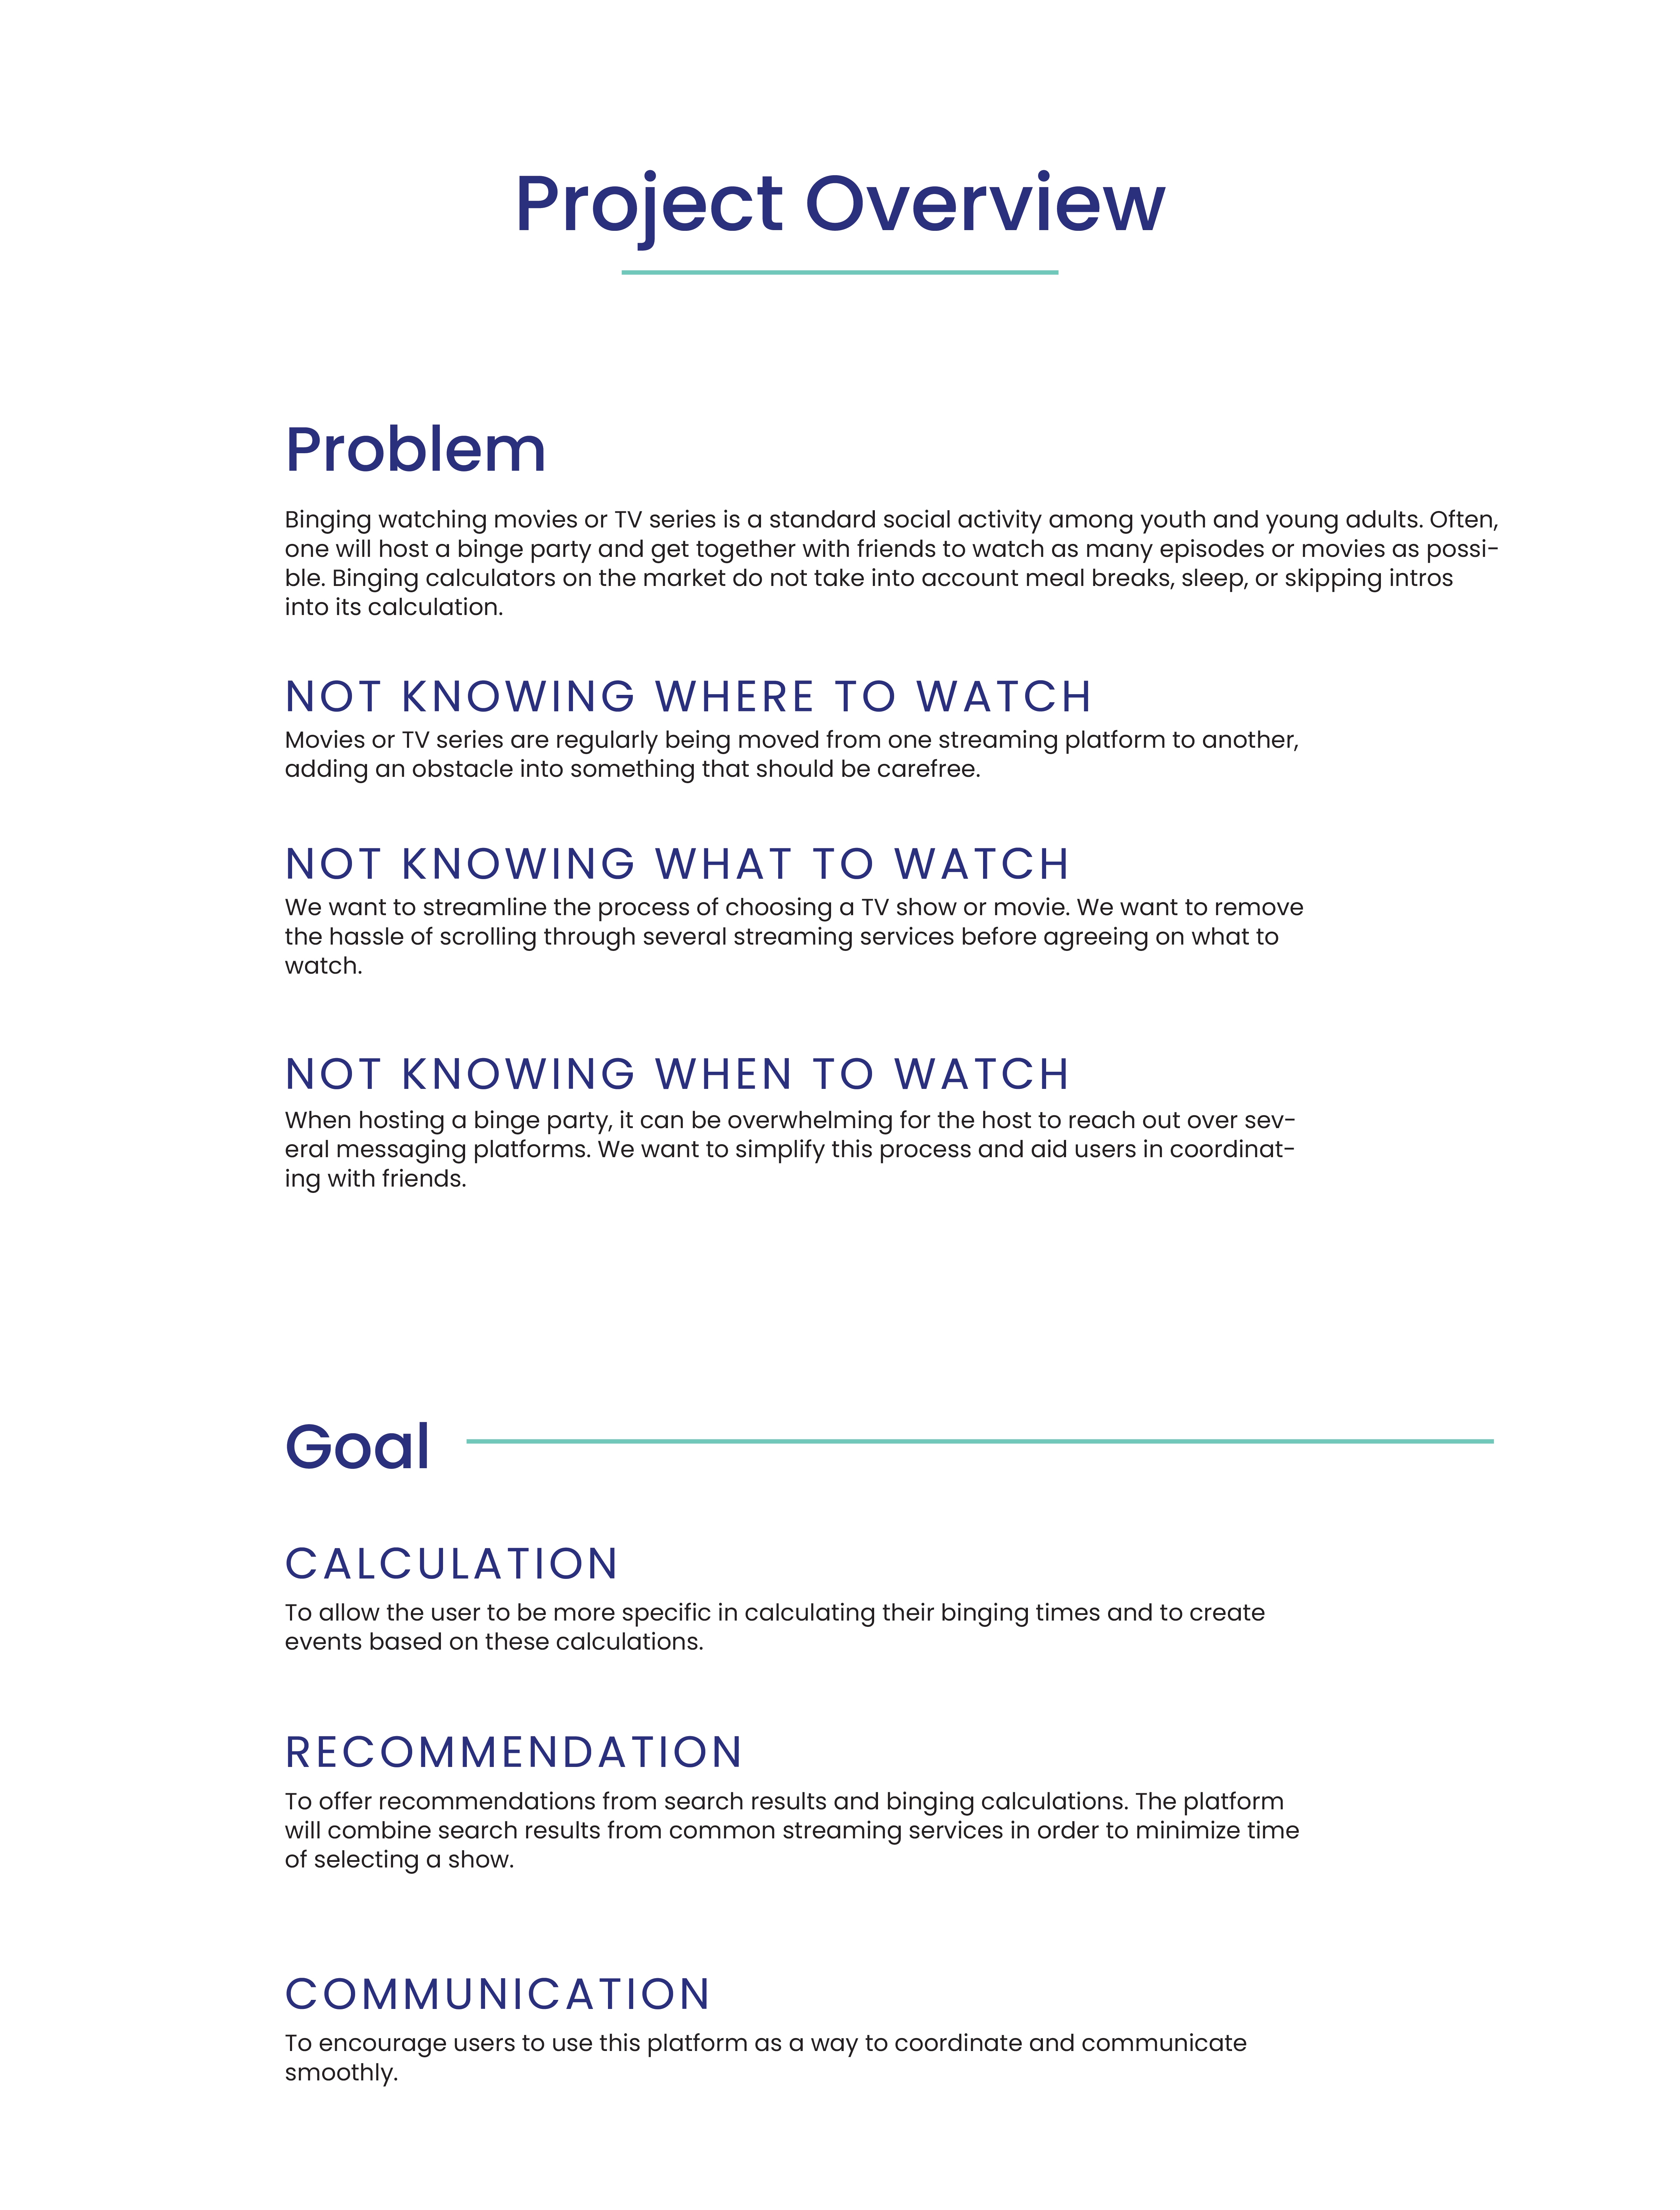 Project Overview
Problem
Binging watching movies or TV series is a standard social activity among youth and young adults. Often,
one will host a binge party and get together with friends to watch as many episodes or movies as possi-
ble. Binging calculators on the market do not take into account meal breaks, sleep, or skipping intros
into its calculation.
NOT KNOWING WHERE TO WATCH
Movies or TV series are regularly being moved from one streaming platform to another,
adding an obstacle into something that should be carefree.
NOT KNOWING WHAT TO WATCH
We want to streamline the process of choosing a TV show or movie. We want to remove
the hassle of scrolling through several streaming services before agreeing on what to
watch.
NOT KNOWING WHEN TO WATCH
When hosting a binge party, it can be overwhelming for the host to reach out over sev-
eral messaging platforms. We want to simplify this process and aid users in coordinat-
ing with friends.
Goal
CALCULATION
To allow the user to be more specific in calculating their binging times and to create
events based on these calculations.
RECOMMENDATION
To offer recommendations from search results and binging calculations. The platform
will combine search results from common streaming services in order to minimize time
of selecting a show.
COMMUNICATION
To encourage users to use this platform as a way to coordinate and communicate
smoothly.